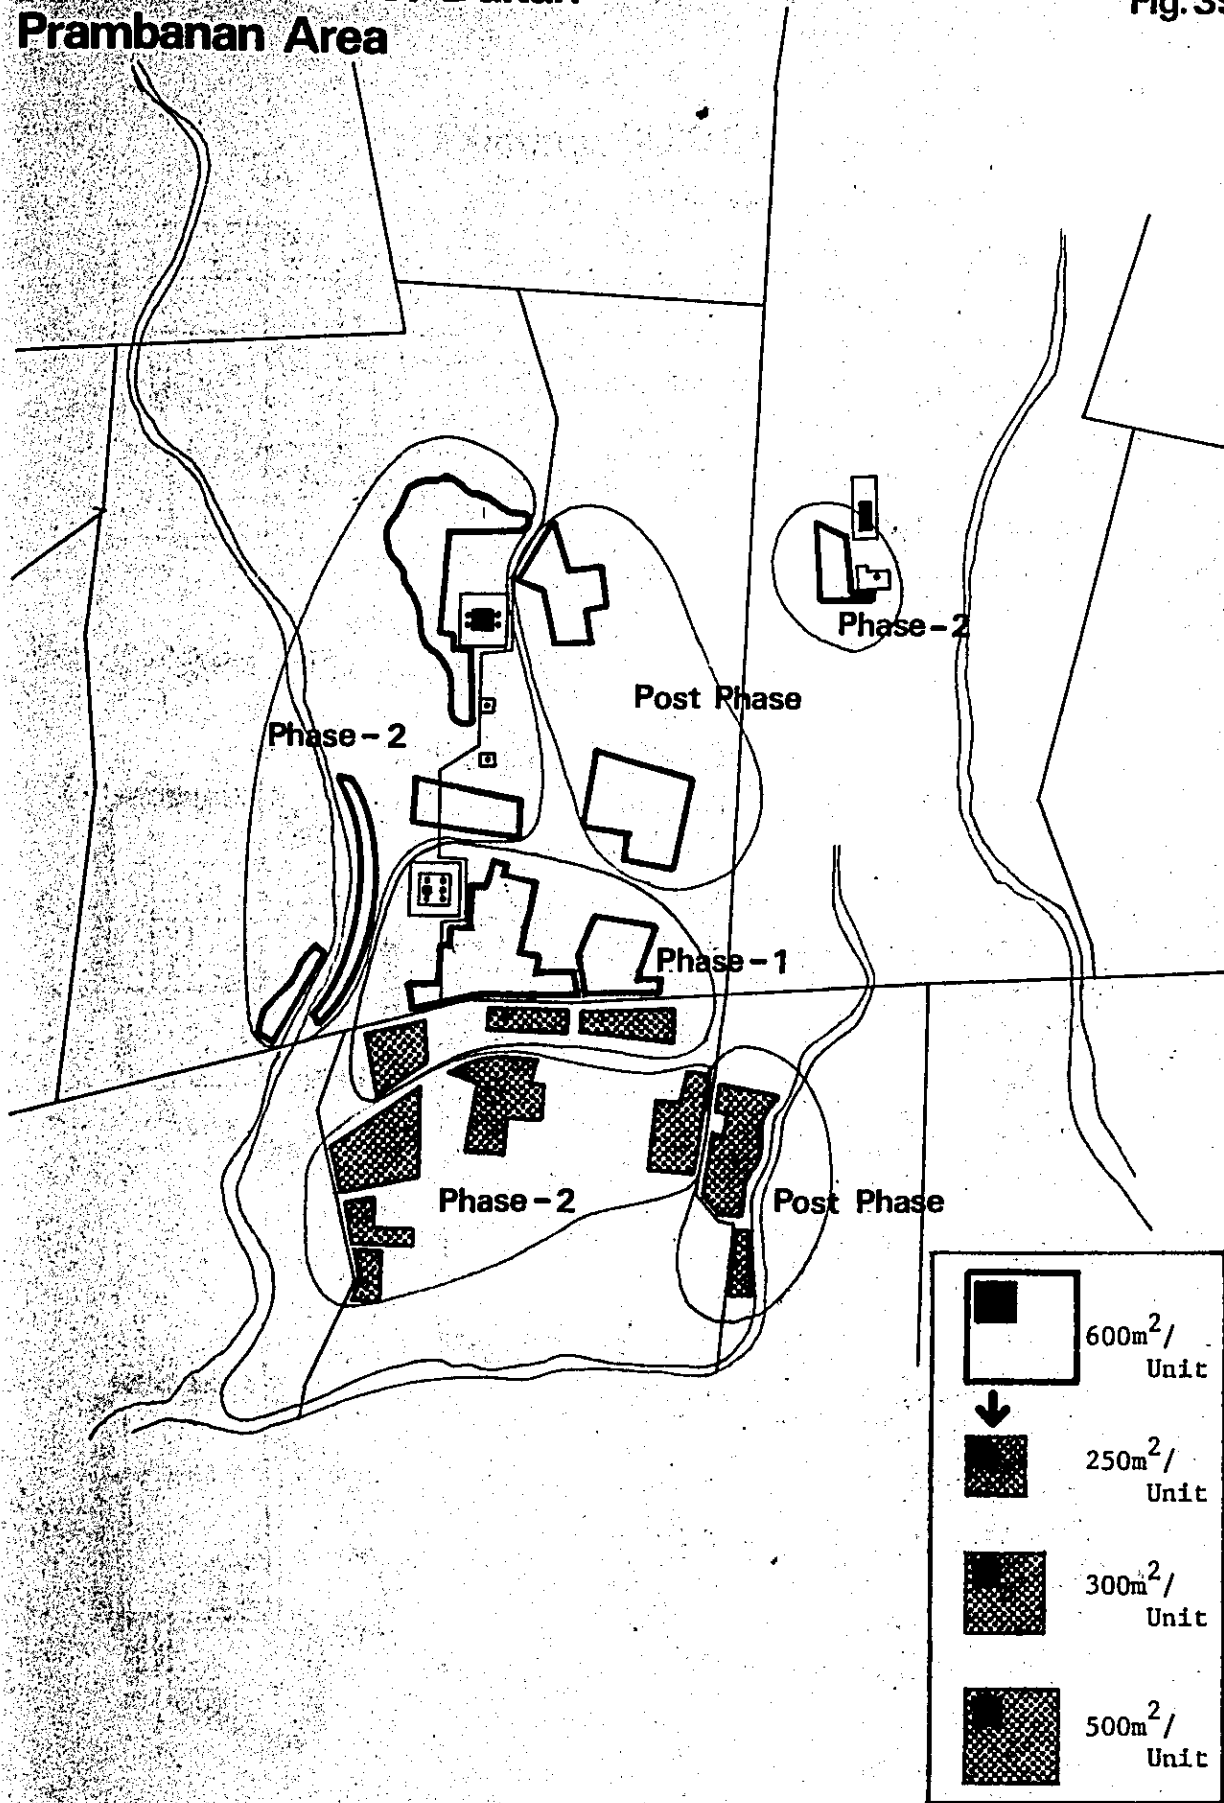 Prambanan Area
Phase-2
Post Phase
Phase-2
Phase-1
Phase-2
Post Phase
600m²/
Unit
250m²/
Unit
300m²/
Unit
500m²/
Unit